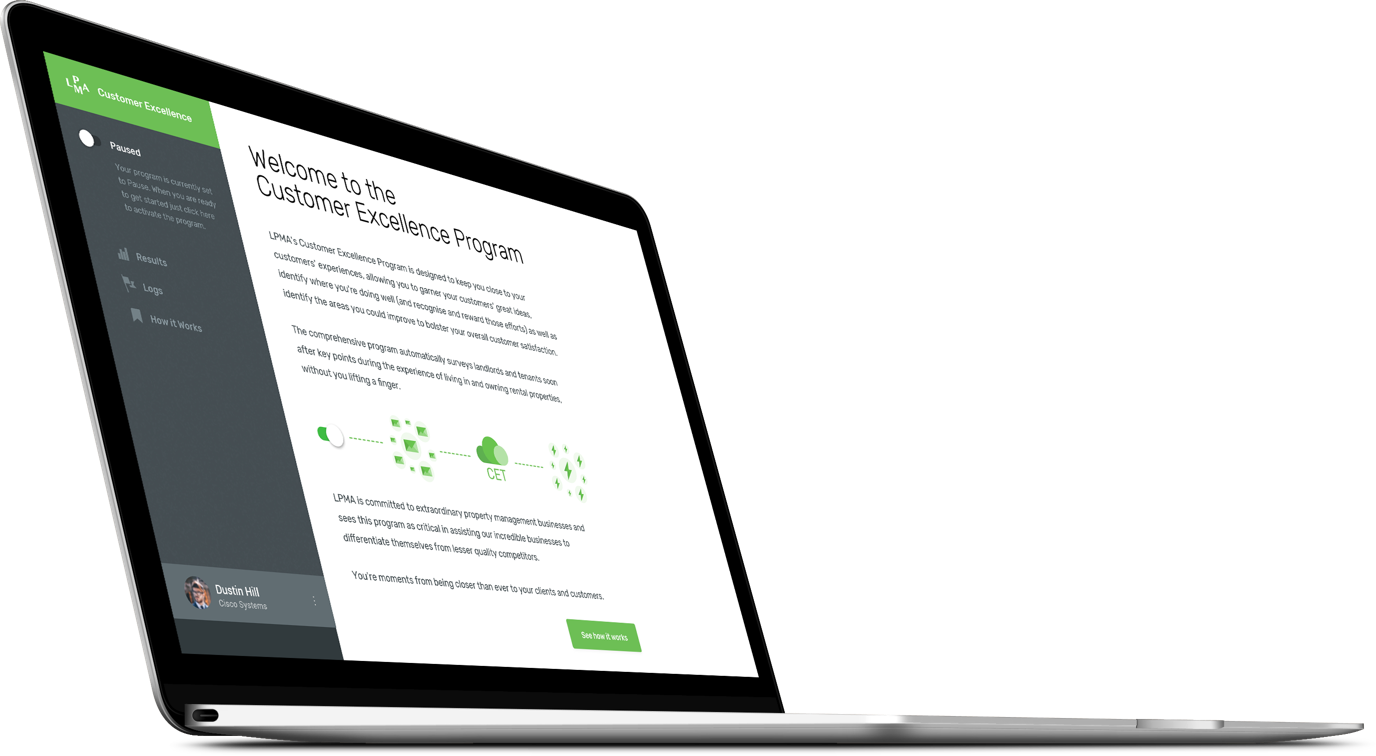 LPMA
Customer Excellence
Paused
Your program is currently set
to Pause. When you are ready
to get started just click here
to activate the program.
Results
Logs
How it Works
Dustin Hill
Cisco Systems
Welcome to the
Customer Excellence Program
LPMA's Customer Excellence Program is designed to keep you close to your
customers' experiences, allowing you to garner your customers' great ideas,
identify where you're doing well (and recognise and reward those efforts) as well as
identify the areas you could improve to bolster your overall customer satisfaction.
The comprehensive program automatically surveys landlords and tenants soon
after key points during the experience of living in and owning rental properties,
without you lifting a finger.
CET
LPMA is committed to extraordinary property management businesses and
sees this program as critical in assisting our incredible businesses to
differentiate themselves from lesser quality competitors.
You're moments from being closer than ever to your clients and customers.
See how it works